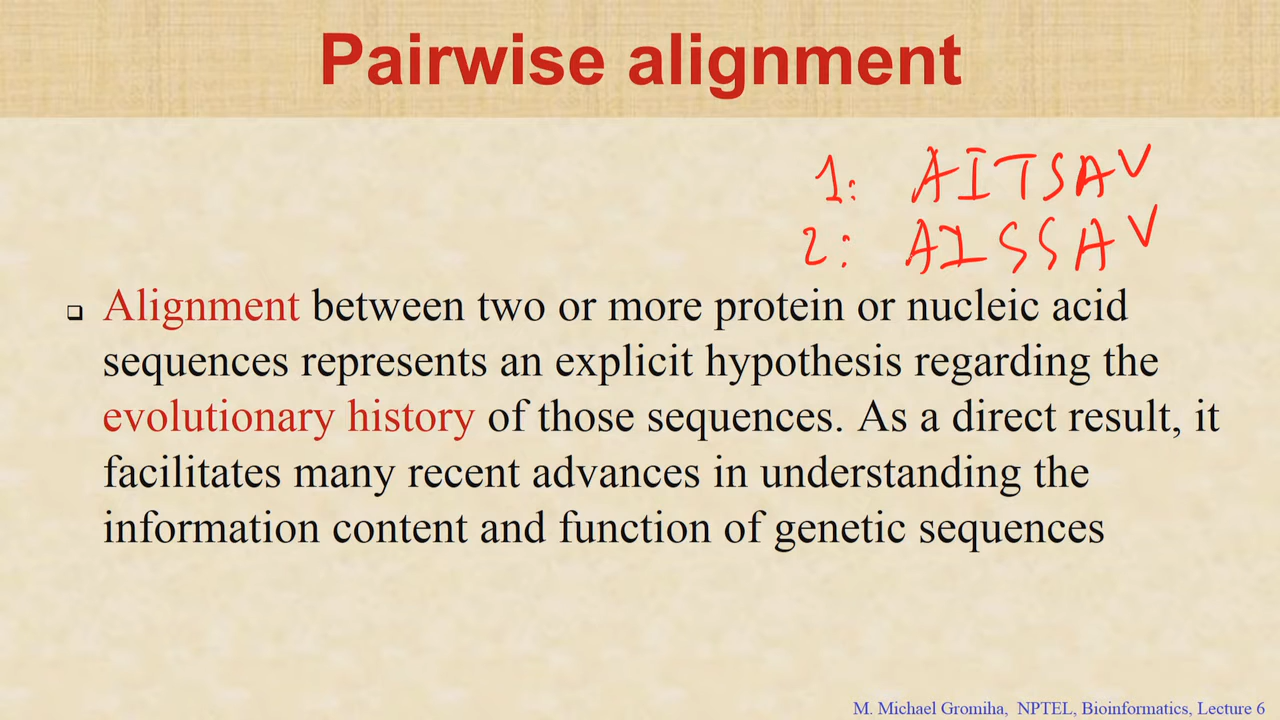 Pairwise alignment
1: AITSAV
2: AISSAV
Alignment between two or more protein or nucleic acid
sequences represents an explicit hypothesis regarding the
evolutionary history of those sequences. As a direct result, it
facilitates many recent advances in understanding the
information content and function of genetic sequences
M. Michael Gromiha, NPTEL, Bioinformatics, Lecture 6